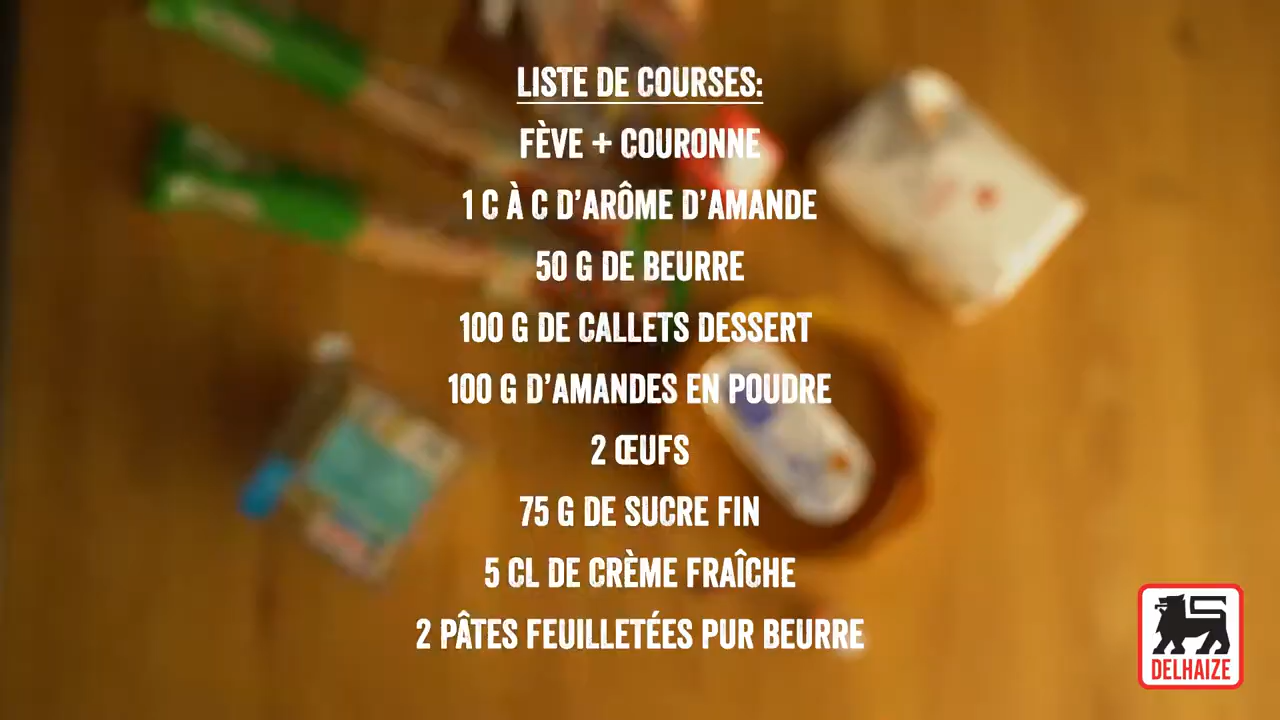 LISTE DE COURSES:
FÈVE + COURONNE
1 C À C D’ARÔME D’AMANDE
50 G DE BEURRE
100 G DE CALLETS DESSERT
100 G D’AMANDES EN POUDRE
2 ŒUFS
75 G DE SUCRE FIN
5 CL DE CRÈME FRAÎCHE
2 PÂTES FEUILLETÉES PUR BEURRE
DELHAIZE